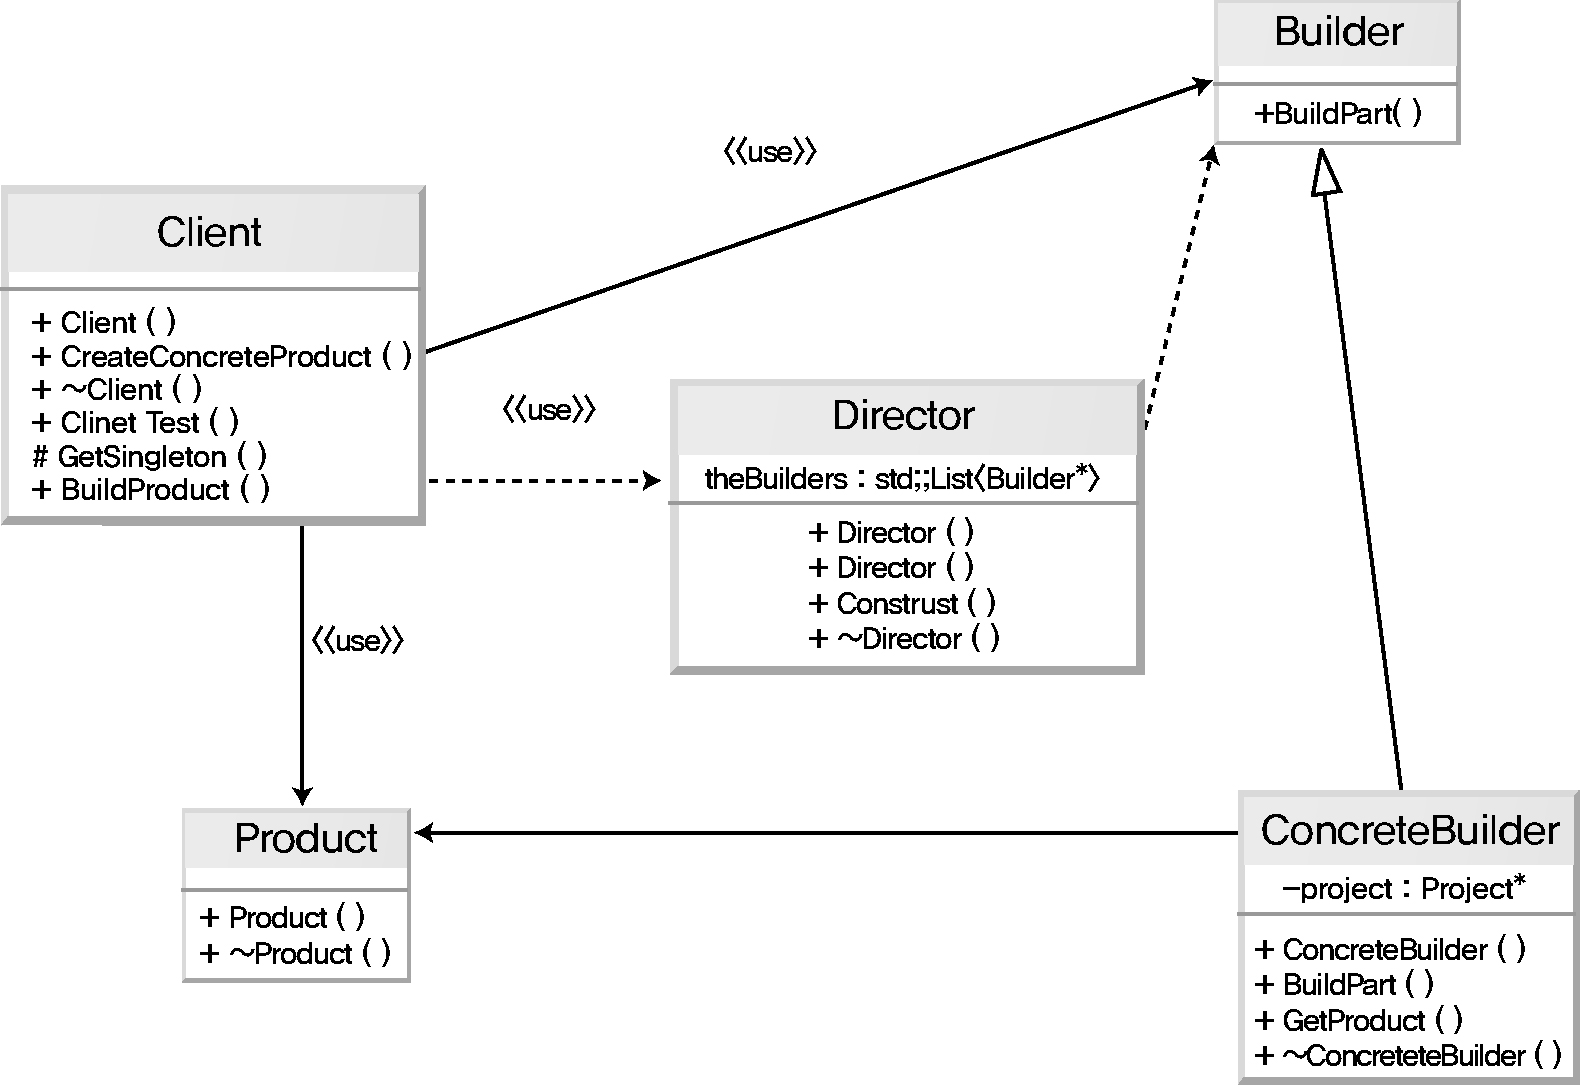 Builder
+BuildPart( )
<<use>>
Client
+ Client ( )
+ CreateConcreteProduct ( )
+ ~Client ( )
+ Clinet Test ( )
# GetSingleton ( )
+ BuildProduct ( )
<<use>>
Director
theBuilders : std;;List<Builder*>
+ Director ( )
+ Director ( )
+ Construst ( )
+ ~Director ( )
<<use>>
Product
+ Product ( )
+ ~Product ( )
ConcreteBuilder
-project : Project*
+ ConcreteBuilder ( )
+ BuildPart ( )
+ GetProduct ( )
+ ~ConcreteteBuilder ( )